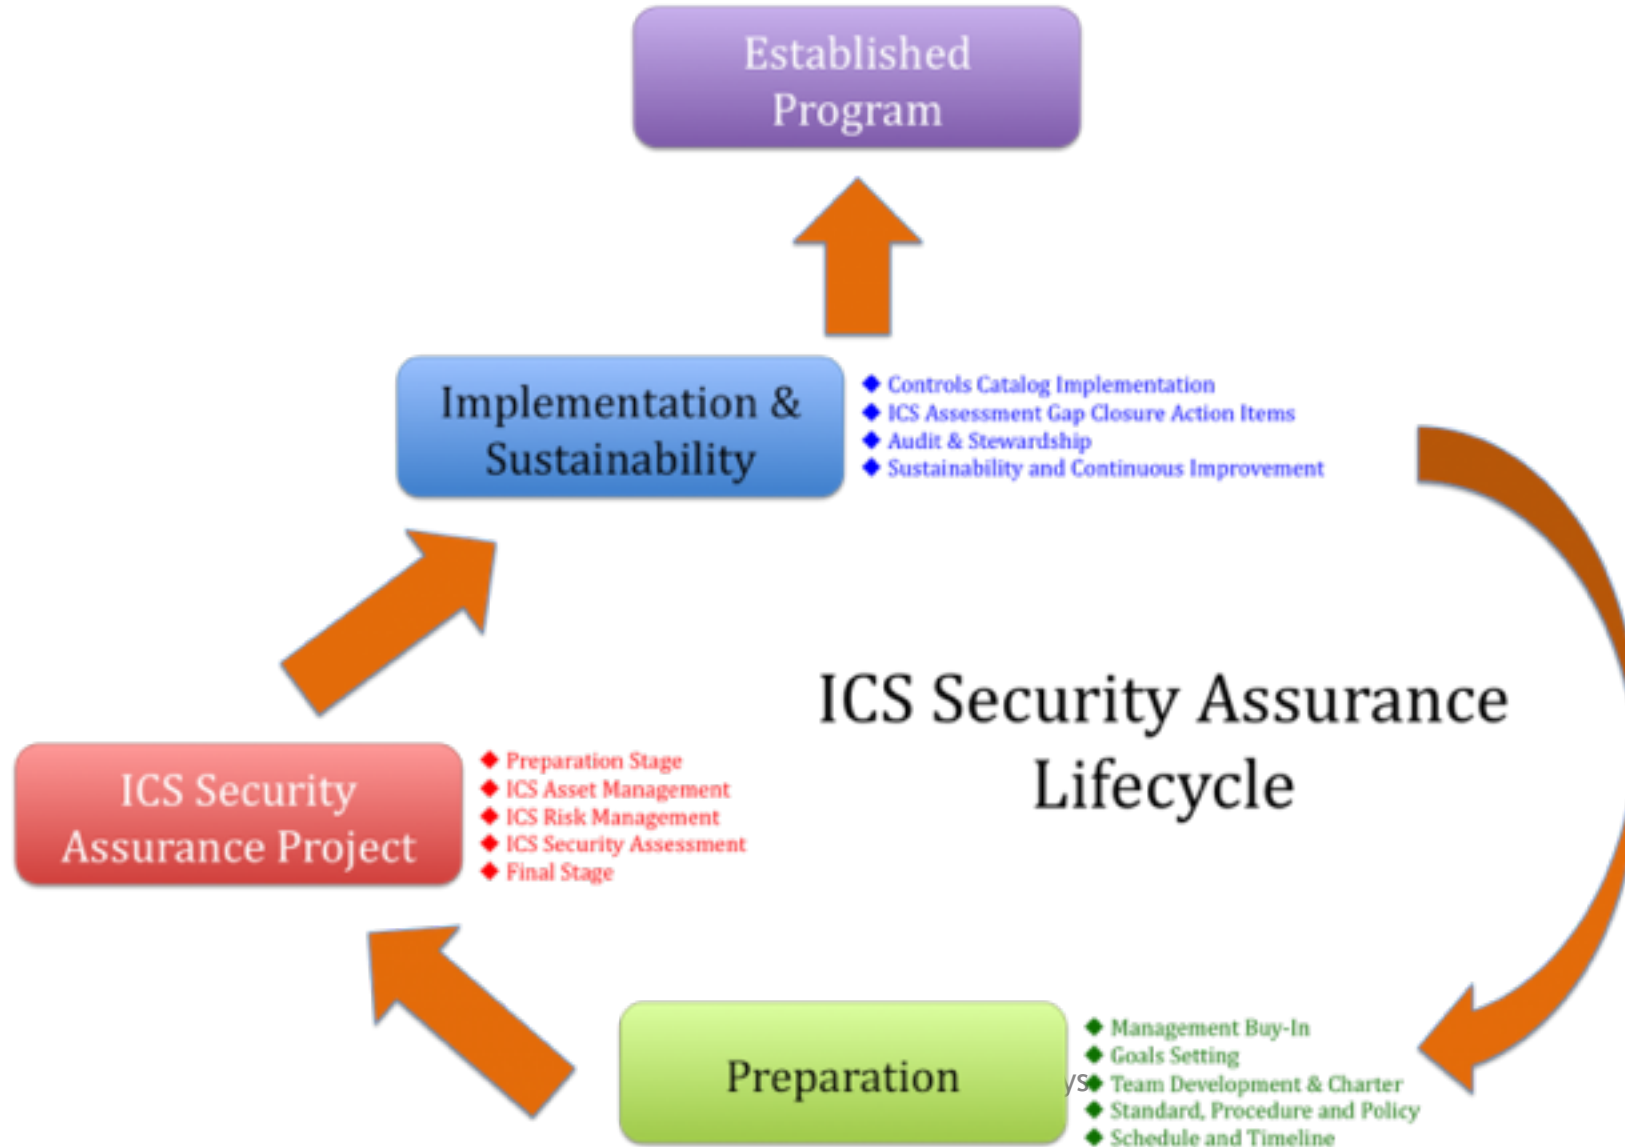 Established
Program
Implementation &
Sustainability
◆ Controls Catalog Implementation
◆ ICS Assessment Gap Closure Action Items
◆ Audit & Stewardship
◆ Sustainability and Continuous Improvement
ICS Security Assurance
Lifecycle
ICS Security
Assurance Project
◆ Preparation Stage
◆ ICS Asset Management
◆ ICS Risk Management
◆ ICS Security Assessment
◆ Final Stage
Preparation
ys
◆ Management Buy-In
◆ Goals Setting
◆ Team Development & Charter
◆ Standard, Procedure and Policy
◆ Schedule and Timeline